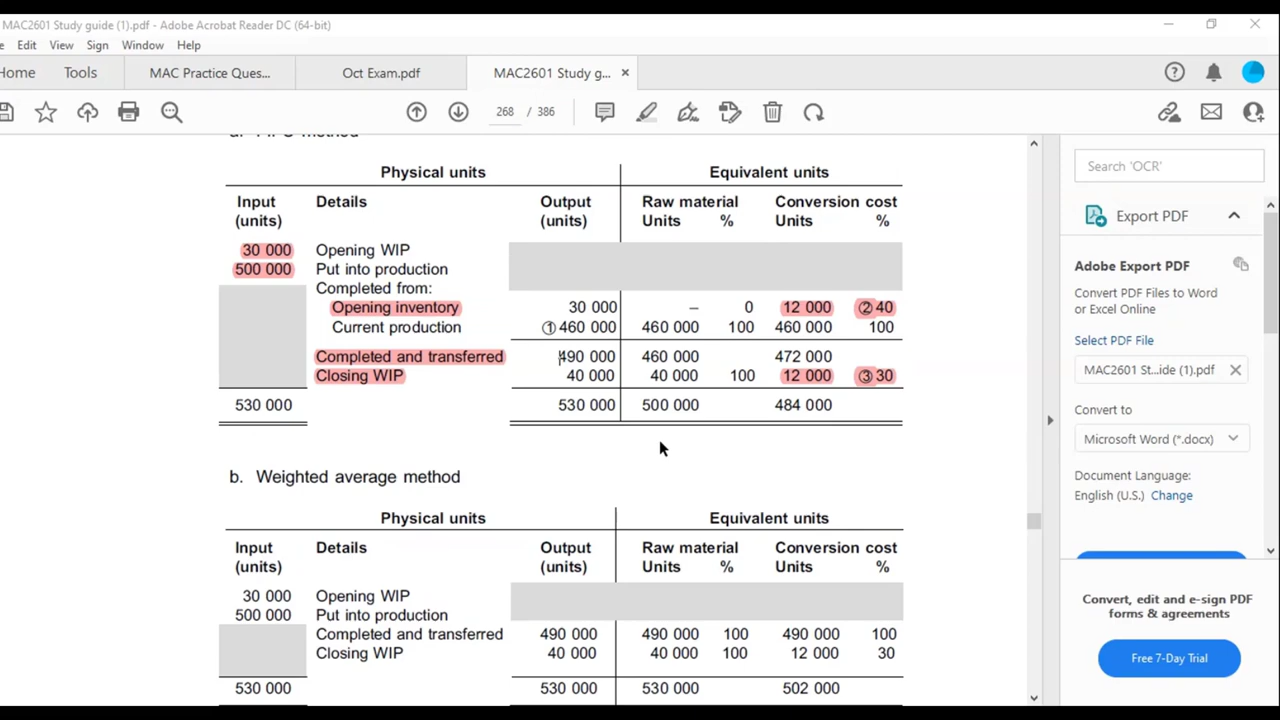 MAC2601 Study guide (1).pdf - Adobe Acrobat Reader DC (64-bit)
Edit View Sign Window Help
Home Tools MAC Practice Ques... Oct Exam.pdf MAC2601 Study g... ×
268 / 386
Physical units Equivalent units
Input Details Output Raw material Conversion cost
(units) (units) Units % Units %
30 000 Opening WIP
500 000 Put into production
Completed from:
Opening inventory 30 000 – 0 12 000 ② 40
Current production ① 460 000 460 000 100 460 000 100
Completed and transferred 490 000 460 000 472 000
Closing WIP 40 000 40 000 100 12 000 ③ 30
530 000 530 000 500 000 484 000
b. Weighted average method
Physical units Equivalent units
Input Details Output Raw material Conversion cost
(units) (units) Units % Units %
30 000 Opening WIP
500 000 Put into production
Completed and transferred 490 000 490 000 100 490 000 100
Closing WIP 40 000 40 000 100 12 000 30
530 000 530 000 530 000 502 000
Search 'OCR'
Export PDF
Adobe Export PDF
Convert PDF Files to Word
or Excel Online
Select PDF File
MAC2601 St...ide (1).pdf ×
Convert to
Microsoft Word (*.docx)
Document Language:
English (U.S.) Change
Convert, edit and e-sign PDF
forms & agreements
Free 7-Day Trial